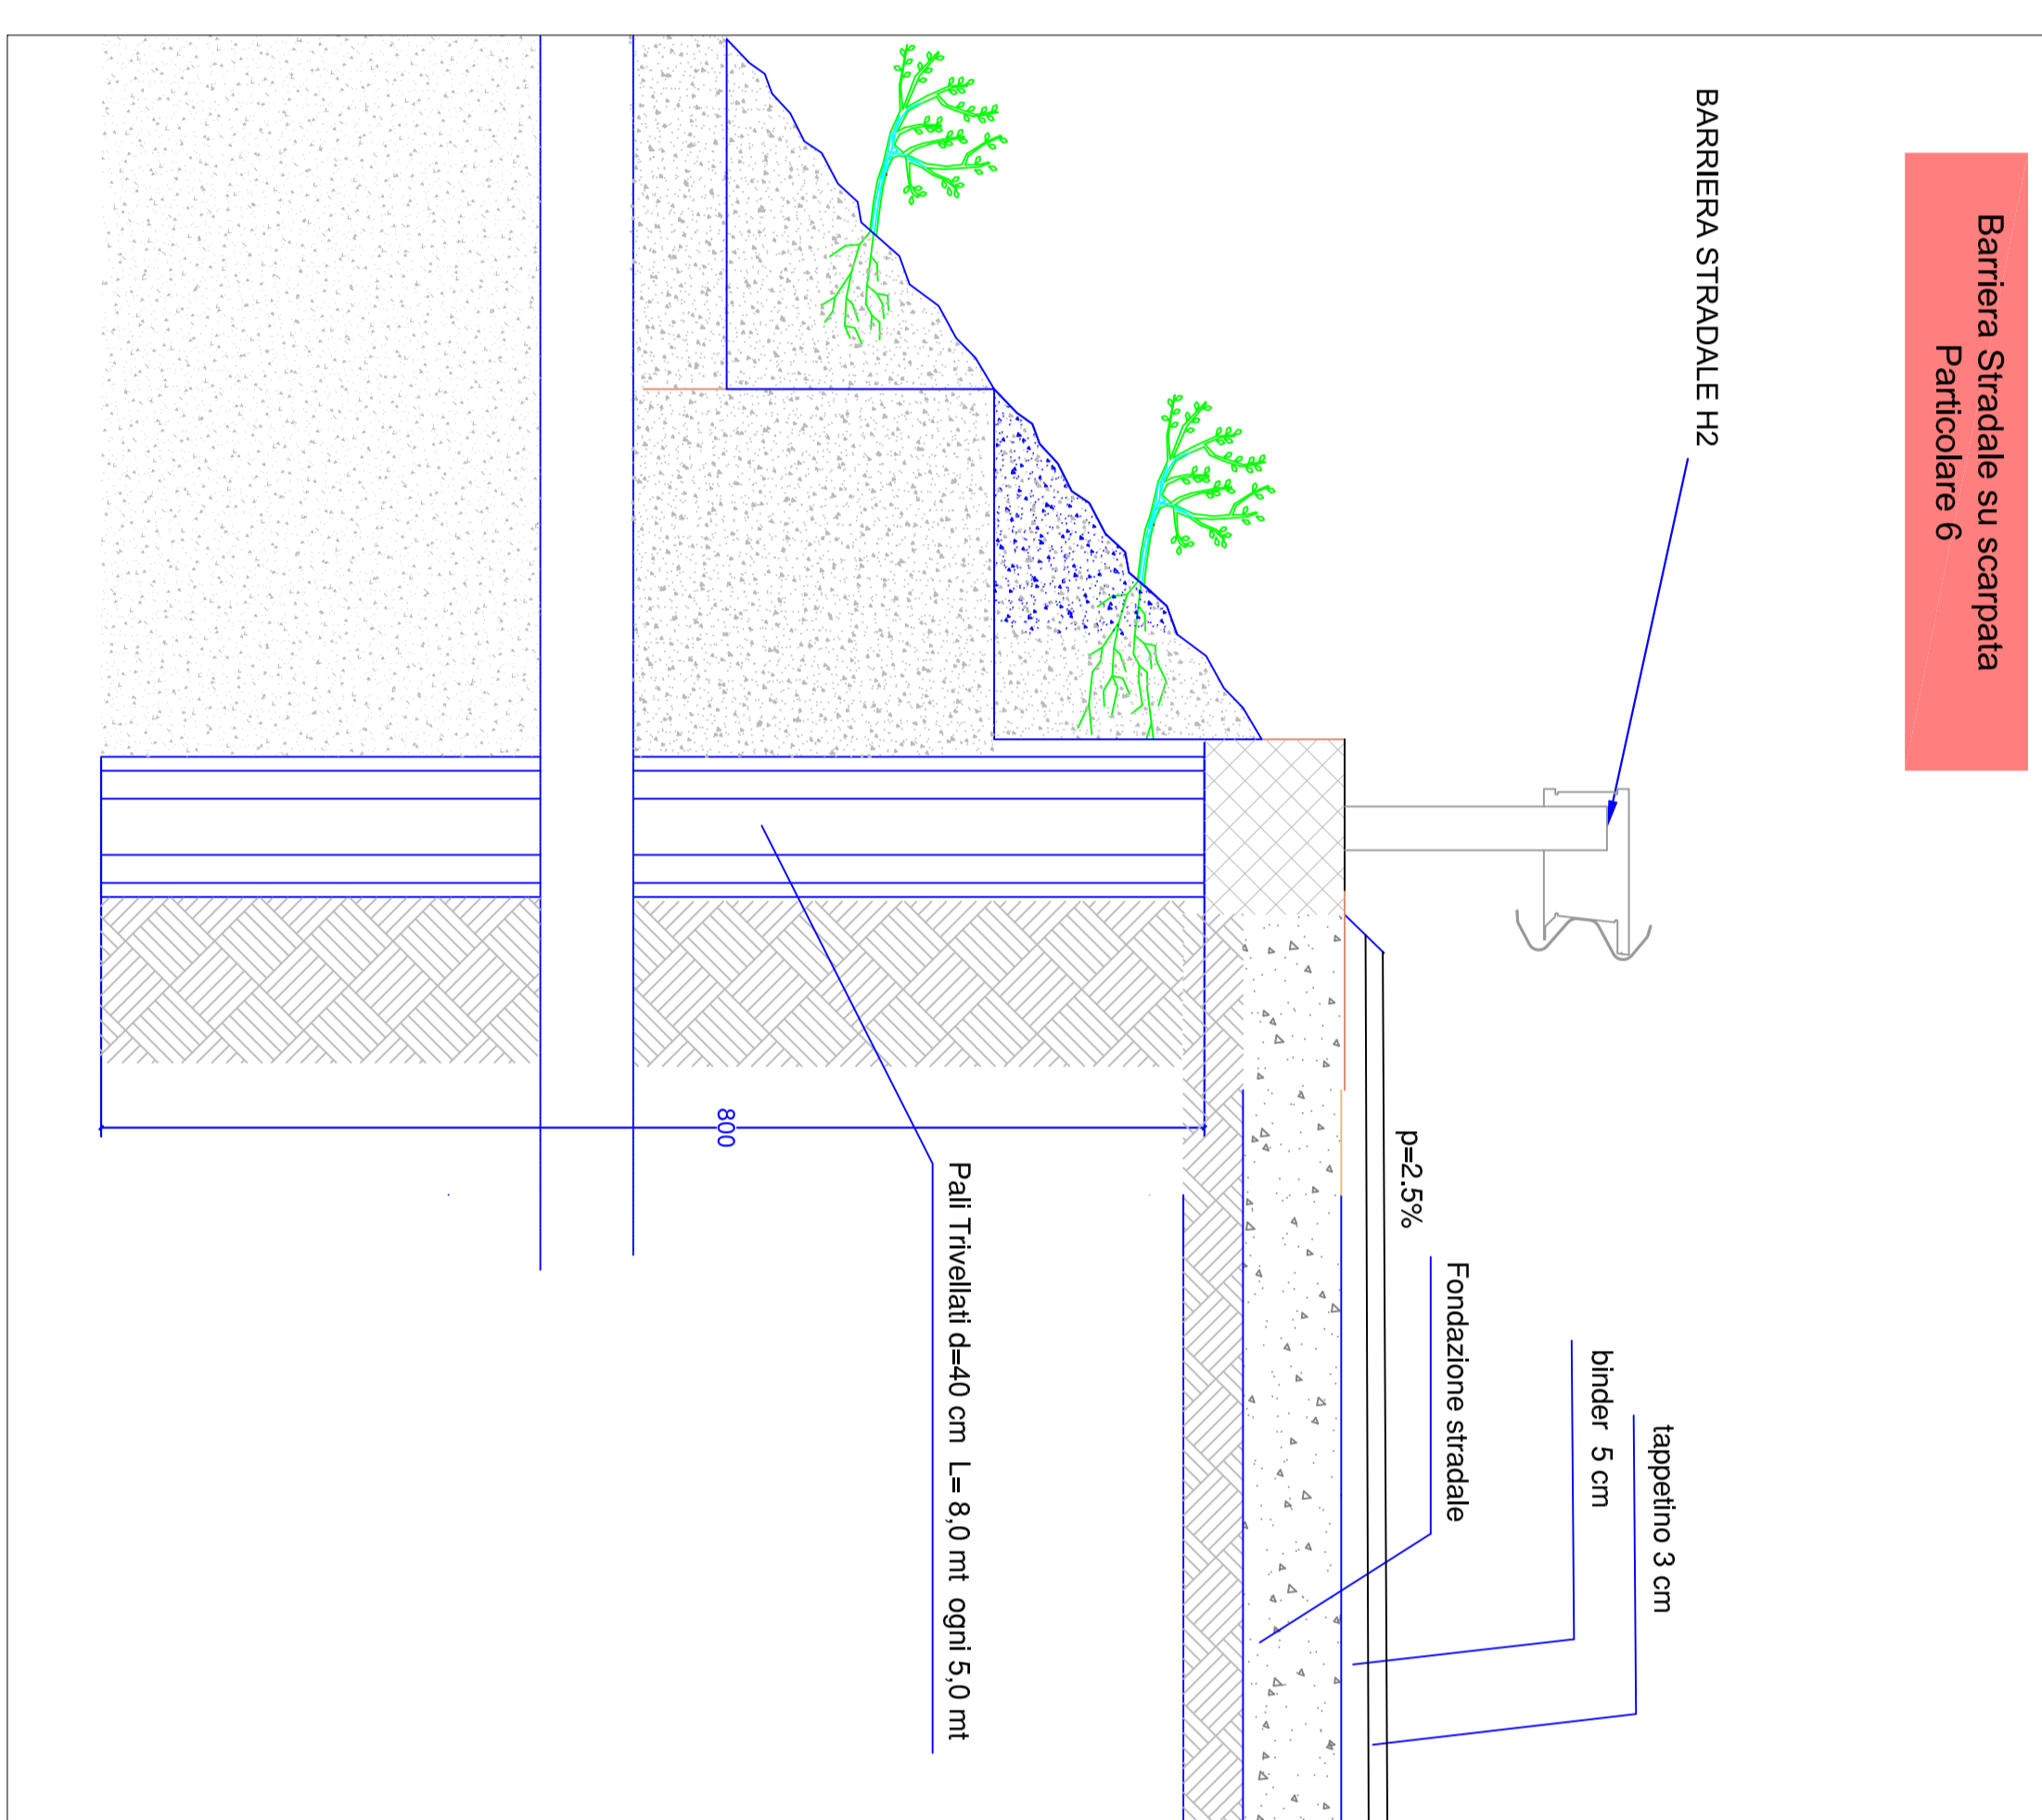 Barriera Stradale su scarpata
Particolare 6
BARRIERA STRADALE H2
tappetino 3 cm
binder 5 cm
Fondazione stradale
p=2.5%
Pali Trivellati d=40 cm L= 8,0 mt ogni 5,0 mt
800